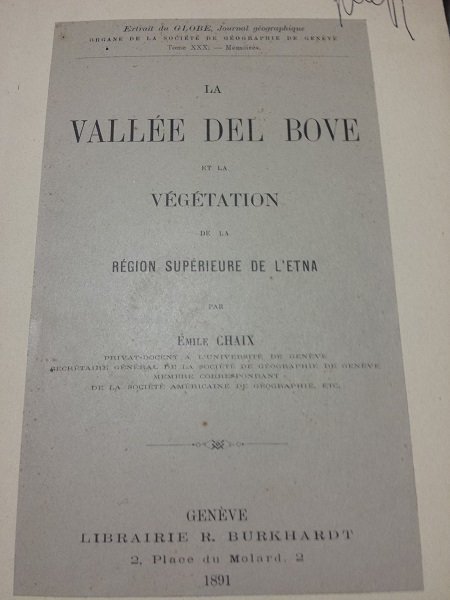 Extrait du GLOBE, Journal géographique
ORGANE DE LA SOCIÉTÉ DE GÉOGRAPHIE DE GENÈVE
Tome XXX. — Mémoires.
LA
VALLÉE DEL BOVE
ET LA
VÉGÉTATION
DE LA
RÉGION SUPÉRIEURE DE L'ETNA
PAR
ÉMILE CHAIX
PRIVAT-DOCENT A L'UNIVERSITÉ DE GENÈVE
SECRÉTAIRE GÉNÉRAL DE LA SOCIÉTÉ DE GÉOGRAPHIE DE GENÈVE
MEMBRE CORRESPONDANT
DE LA SOCIÉTÉ AMÉRICAINE DE GÉOGRAPHIE, ETC.
GENÈVE
LIBRAIRIE R. BURKHARDT
2, Place du Molard, 2
1891